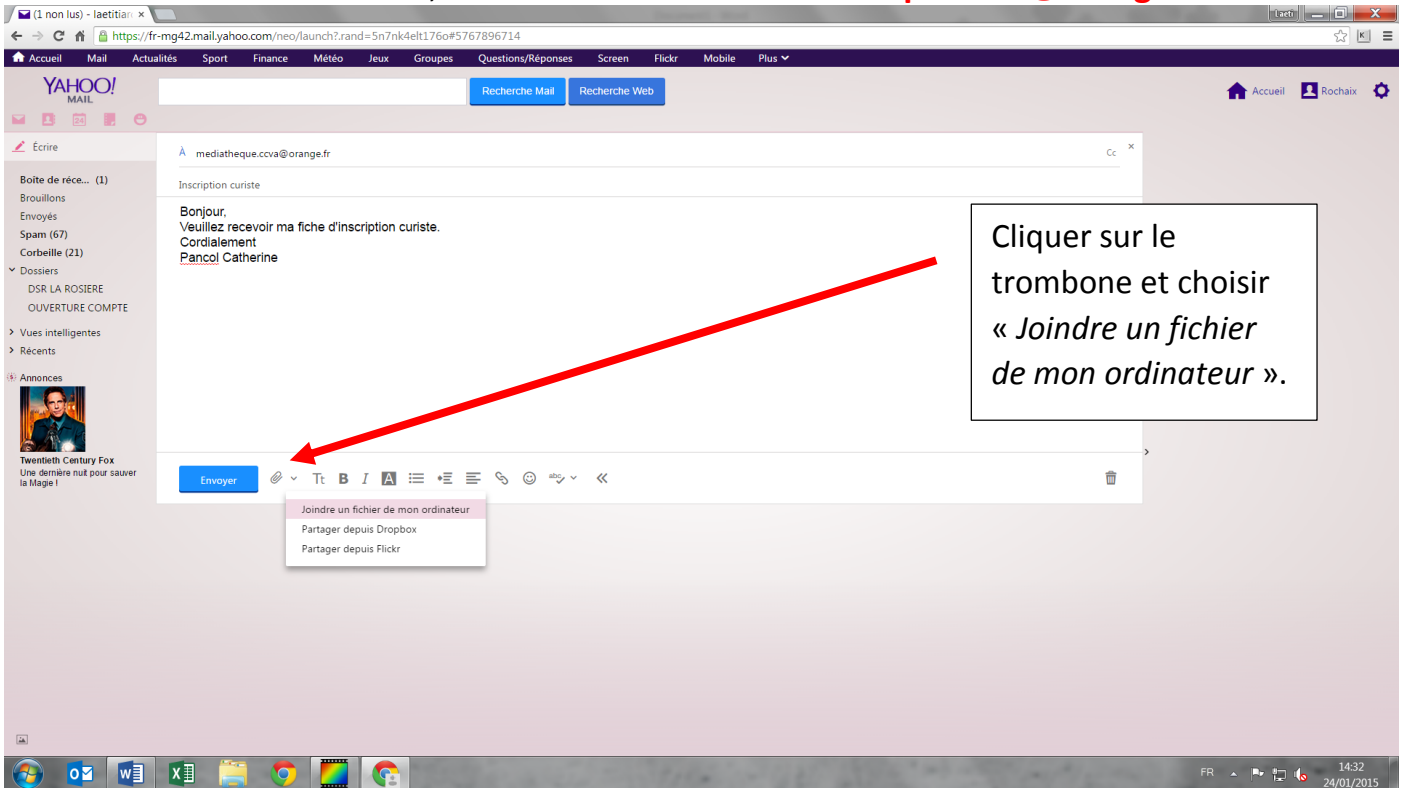 (1 non lus) - laetitian
Laeti
https://fr-mg42.mail.yahoo.com/neo/launch?.rand=5n7nk4elt176o#5767896714
Accueil Mail Actualités Sport Finance Météo Jeux Groupes Questions/Réponses Screen Flickr Mobile Plus
YAHOO!
MAIL
Recherche Mail Recherche Web
Accueil Rochaix
24
Écrire
À mediatheque.ccva@orange.fr
Cc
Inscription curiste
Boîte de réce... (1)
Brouillons
Envoyés
Spam (67)
Corbeille (21)
Dossiers
DSR LA ROSIERE
OUVERTURE COMPTE
Vues intelligentes
Récents
Annonces
Twentieth Century Fox
Une dernière nuit pour sauver
la Magie !
Bonjour,
Veuillez recevoir ma fiche d'inscription curiste.
Cordialement
Pancol Catherine
Cliquer sur le
trombone et choisir
« Joindre un fichier
de mon ordinateur ».
Envoyer
Tt B I A
abc
Joindre un fichier de mon ordinateur
Partager depuis Dropbox
Partager depuis Flickr
FR
14:32
24/01/2015